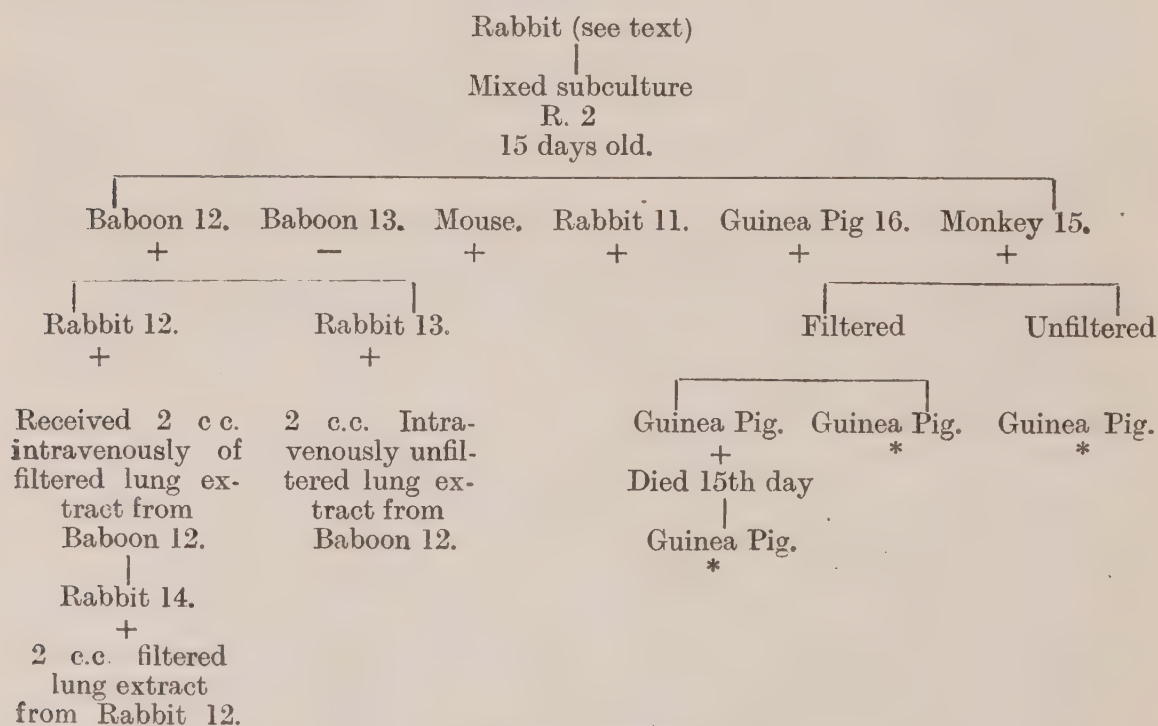 Rabbit (see text)
Mixed subculture
R. 2
15 days old.
Baboon 12. Baboon 13. Mouse. Rabbit 11. Guinea Pig 16. Monkey 15.
+ − + + + +
Rabbit 12. Rabbit 13. Filtered Unfiltered
+ +
Received 2 c c.
intravenously of
filtered lung ex-
tract from
Baboon 12.
Rabbit 14.
+
2 c.c. filtered
lung extract
from Rabbit 12.
2 c.c. Intra-
venously unfil-
tered lung ex-
tract from
Baboon 12.
Guinea Pig. Guinea Pig. Guinea Pig.
+ * *
Died 15th day
Guinea Pig.
*